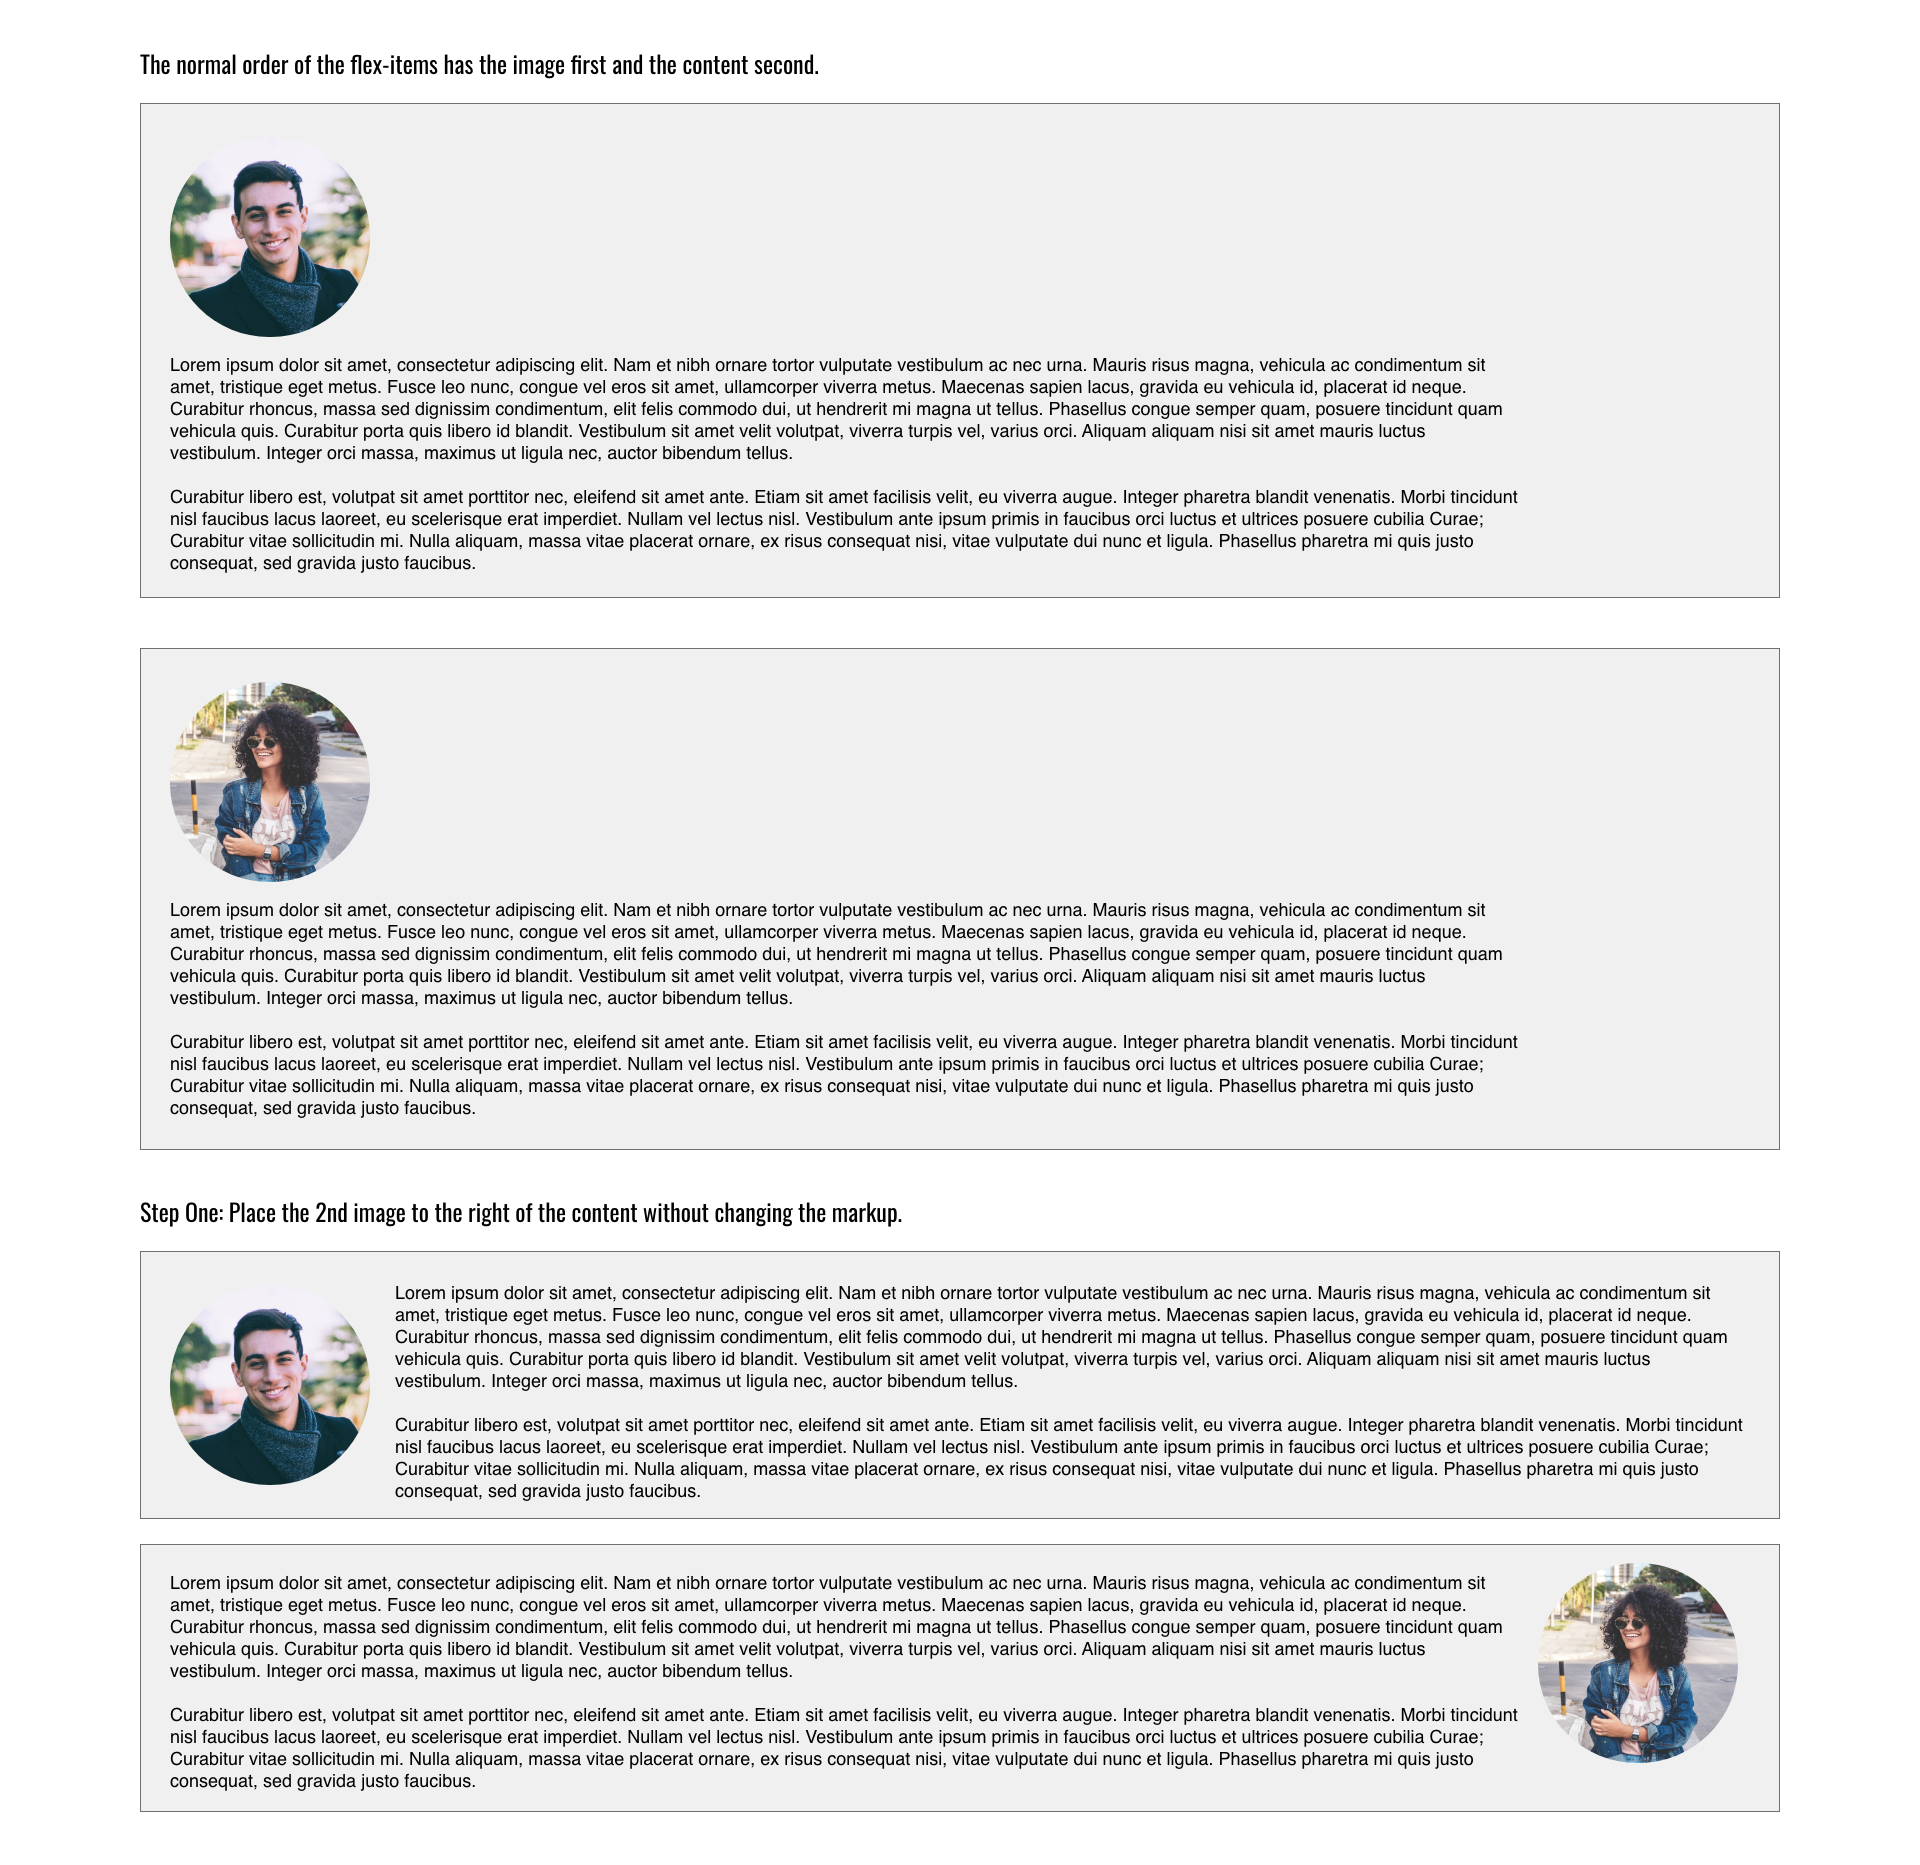 The normal order of the flex-items has the image first and the content second.
Lorem ipsum dolor sit amet, consectetur adipiscing elit. Nam et nibh ornare tortor vulputate vestibulum ac nec urna. Mauris risus magna, vehicula ac condimentum sit
amet, tristique eget metus. Fusce leo nunc, congue vel eros sit amet, ullamcorper viverra metus. Maecenas sapien lacus, gravida eu vehicula id, placerat id neque.
Curabitur rhoncus, massa sed dignissim condimentum, elit felis commodo dui, ut hendrerit mi magna ut tellus. Phasellus congue semper quam, posuere tincidunt quam
vehicula quis. Curabitur porta quis libero id blandit. Vestibulum sit amet velit volutpat, viverra turpis vel, varius orci. Aliquam aliquam nisi sit amet mauris luctus
vestibulum. Integer orci massa, maximus ut ligula nec, auctor bibendum tellus.
Curabitur libero est, volutpat sit amet porttitor nec, eleifend sit amet ante. Etiam sit amet facilisis velit, eu viverra augue. Integer pharetra blandit venenatis. Morbi tincidunt
nisl faucibus lacus laoreet, eu scelerisque erat imperdiet. Nullam vel lectus nisl. Vestibulum ante ipsum primis in faucibus orci luctus et ultrices posuere cubilia Curae;
Curabitur vitae sollicitudin mi. Nulla aliquam, massa vitae placerat ornare, ex risus consequat nisi, vitae vulputate dui nunc et ligula. Phasellus pharetra mi quis justo
consequat, sed gravida justo faucibus.
Lorem ipsum dolor sit amet, consectetur adipiscing elit. Nam et nibh ornare tortor vulputate vestibulum ac nec urna. Mauris risus magna, vehicula ac condimentum sit
amet, tristique eget metus. Fusce leo nunc, congue vel eros sit amet, ullamcorper viverra metus. Maecenas sapien lacus, gravida eu vehicula id, placerat id neque.
Curabitur rhoncus, massa sed dignissim condimentum, elit felis commodo dui, ut hendrerit mi magna ut tellus. Phasellus congue semper quam, posuere tincidunt quam
vehicula quis. Curabitur porta quis libero id blandit. Vestibulum sit amet velit volutpat, viverra turpis vel, varius orci. Aliquam aliquam nisi sit amet mauris luctus
vestibulum. Integer orci massa, maximus ut ligula nec, auctor bibendum tellus.
Curabitur libero est, volutpat sit amet porttitor nec, eleifend sit amet ante. Etiam sit amet facilisis velit, eu viverra augue. Integer pharetra blandit venenatis. Morbi tincidunt
nisl faucibus lacus laoreet, eu scelerisque erat imperdiet. Nullam vel lectus nisl. Vestibulum ante ipsum primis in faucibus orci luctus et ultrices posuere cubilia Curae;
Curabitur vitae sollicitudin mi. Nulla aliquam, massa vitae placerat ornare, ex risus consequat nisi, vitae vulputate dui nunc et ligula. Phasellus pharetra mi quis justo
consequat, sed gravida justo faucibus.
Step One: Place the 2nd image to the right of the content without changing the markup.
Lorem ipsum dolor sit amet, consectetur adipiscing elit. Nam et nibh ornare tortor vulputate vestibulum ac nec urna. Mauris risus magna, vehicula ac condimentum sit
amet, tristique eget metus. Fusce leo nunc, congue vel eros sit amet, ullamcorper viverra metus. Maecenas sapien lacus, gravida eu vehicula id, placerat id neque.
Curabitur rhoncus, massa sed dignissim condimentum, elit felis commodo dui, ut hendrerit mi magna ut tellus. Phasellus congue semper quam, posuere tincidunt quam
vehicula quis. Curabitur porta quis libero id blandit. Vestibulum sit amet velit volutpat, viverra turpis vel, varius orci. Aliquam aliquam nisi sit amet mauris luctus
vestibulum. Integer orci massa, maximus ut ligula nec, auctor bibendum tellus.
Curabitur libero est, volutpat sit amet porttitor nec, eleifend sit amet ante. Etiam sit amet facilisis velit, eu viverra augue. Integer pharetra blandit venenatis. Morbi tincidunt
nisl faucibus lacus laoreet, eu scelerisque erat imperdiet. Nullam vel lectus nisl. Vestibulum ante ipsum primis in faucibus orci luctus et ultrices posuere cubilia Curae;
Curabitur vitae sollicitudin mi. Nulla aliquam, massa vitae placerat ornare, ex risus consequat nisi, vitae vulputate dui nunc et ligula. Phasellus pharetra mi quis justo
consequat, sed gravida justo faucibus.
Lorem ipsum dolor sit amet, consectetur adipiscing elit. Nam et nibh ornare tortor vulputate vestibulum ac nec urna. Mauris risus magna, vehicula ac condimentum sit
amet, tristique eget metus. Fusce leo nunc, congue vel eros sit amet, ullamcorper viverra metus. Maecenas sapien lacus, gravida eu vehicula id, placerat id neque.
Curabitur rhoncus, massa sed dignissim condimentum, elit felis commodo dui, ut hendrerit mi magna ut tellus. Phasellus congue semper quam, posuere tincidunt quam
vehicula quis. Curabitur porta quis libero id blandit. Vestibulum sit amet velit volutpat, viverra turpis vel, varius orci. Aliquam aliquam nisi sit amet mauris luctus
vestibulum. Integer orci massa, maximus ut ligula nec, auctor bibendum tellus.
Curabitur libero est, volutpat sit amet porttitor nec, eleifend sit amet ante. Etiam sit amet facilisis velit, eu viverra augue. Integer pharetra blandit venenatis. Morbi tincidunt
nisl faucibus lacus laoreet, eu scelerisque erat imperdiet. Nullam vel lectus nisl. Vestibulum ante ipsum primis in faucibus orci luctus et ultrices posuere cubilia Curae;
Curabitur vitae sollicitudin mi. Nulla aliquam, massa vitae placerat ornare, ex risus consequat nisi, vitae vulputate dui nunc et ligula. Phasellus pharetra mi quis justo
consequat, sed gravida justo faucibus.